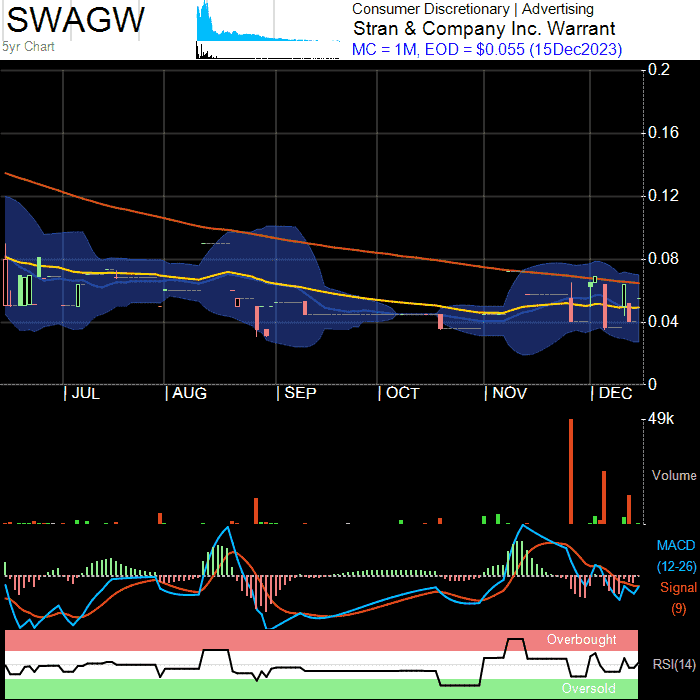 SWAGW
5yr Chart
Consumer Discretionary | Advertising
Stran & Company Inc. Warrant
MC = 1M, EOD = $0.055 (15Dec2023)
0.2
0.16
0.12
0.08
0.04
0
| JUL | AUG | SEP | OCT | NOV | DEC
49k
Volume
MACD
(12-26)
Signal
(9)
Overbought
RSI(14)
Oversold